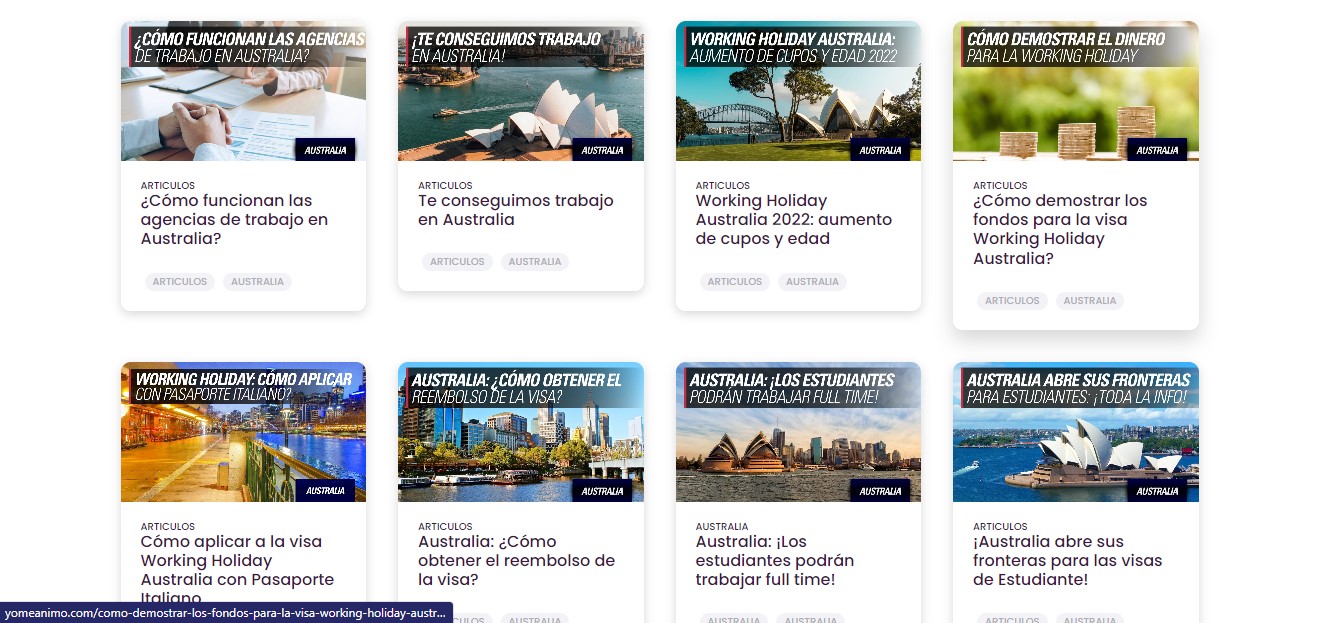 ¿CÓMO FUNCIONAN LAS AGENCIAS
DE TRABAJO EN AUSTRALIA?
AUSTRALIA
ARTICULOS
¿Cómo funcionan las
agencias de trabajo en
Australia?
ARTICULOS
AUSTRALIA
¡TE CONSEGUIMOS TRABAJO
EN AUSTRALIA!
AUSTRALIA
ARTICULOS
Te conseguimos trabajo
en Australia
ARTICULOS
AUSTRALIA
WORKING HOLIDAY AUSTRALIA:
AUMENTO DE CUPOS Y EDAD 2022
AUSTRALIA
ARTICULOS
Working Holiday
Australia 2022: aumento
de cupos y edad
ARTICULOS
AUSTRALIA
CÓMO DEMOSTRAR EL DINERO
PARA LA WORKING HOLIDAY
AUSTRALIA
ARTICULOS
¿Cómo demostrar los
fondos para la visa
Working Holiday
Australia?
ARTICULOS
AUSTRALIA
WORKING HOLIDAY: CÓMO APLICAR
CON PASAPORTE ITALIANO?
AUSTRALIA
ARTICULOS
Cómo aplicar a la visa
Working Holiday
Australia con Pasaporte
Italiano
AUSTRALIA: ¿CÓMO OBTENER EL
REEMBOLSO DE LA VISA?
AUSTRALIA
ARTICULOS
Australia: ¿Cómo
obtener el reembolso de
la visa?
AUSTRALIA
AUSTRALIA: ¡LOS ESTUDIANTES
PODRÁN TRABAJAR FULL TIME!
AUSTRALIA
AUSTRALIA
Australia: ¡Los
estudiantes podrán
trabajar full time!
AUSTRALIA
AUSTRALIA
AUSTRALIA ABRE SUS FRONTERAS
PARA ESTUDIANTES: ¡TODA LA INFO!
AUSTRALIA
ARTICULOS
¡Australia abre sus
fronteras para las visas
de Estudiante!
ARTICULOS
AUSTRALIA
yomeanimo.com/como-demostrar-los-fondos-para-la-visa-working-holiday-austr...